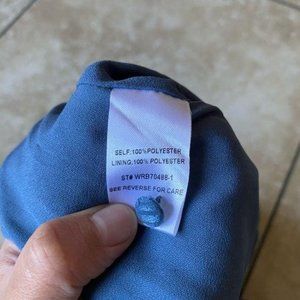 SELF: 100% POLYESTER
LINING: 100% POLYESTER
ST# WRB70488-1
SEE REVERSE FOR CARE